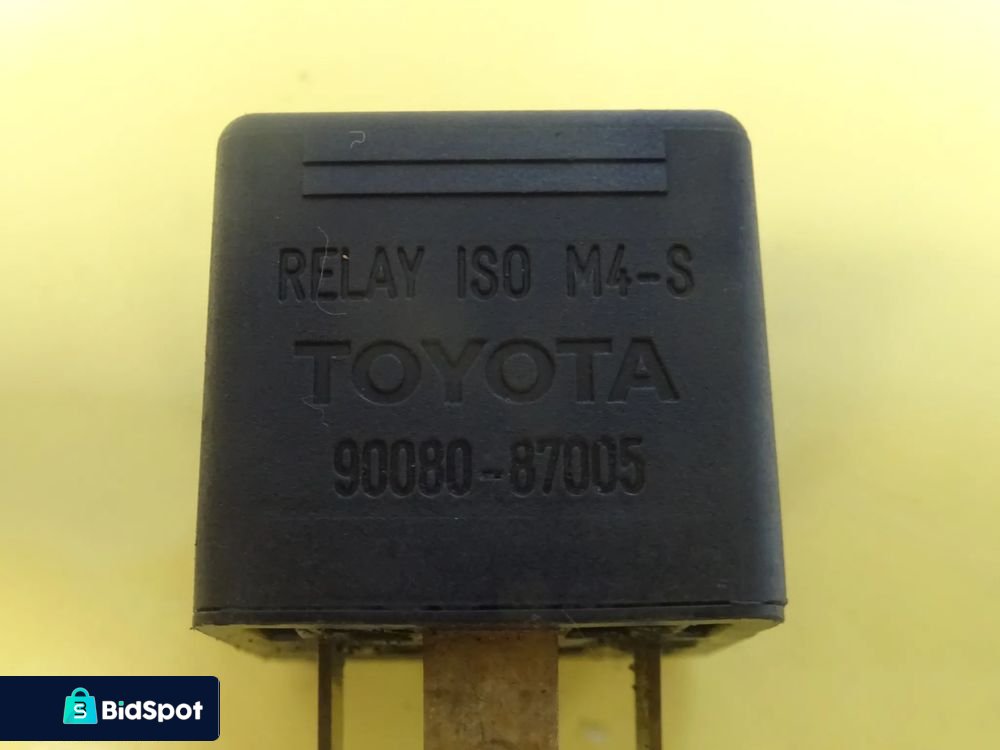 RELAY ISO M4-S
TOYOTA
90080-87005
BidSpot